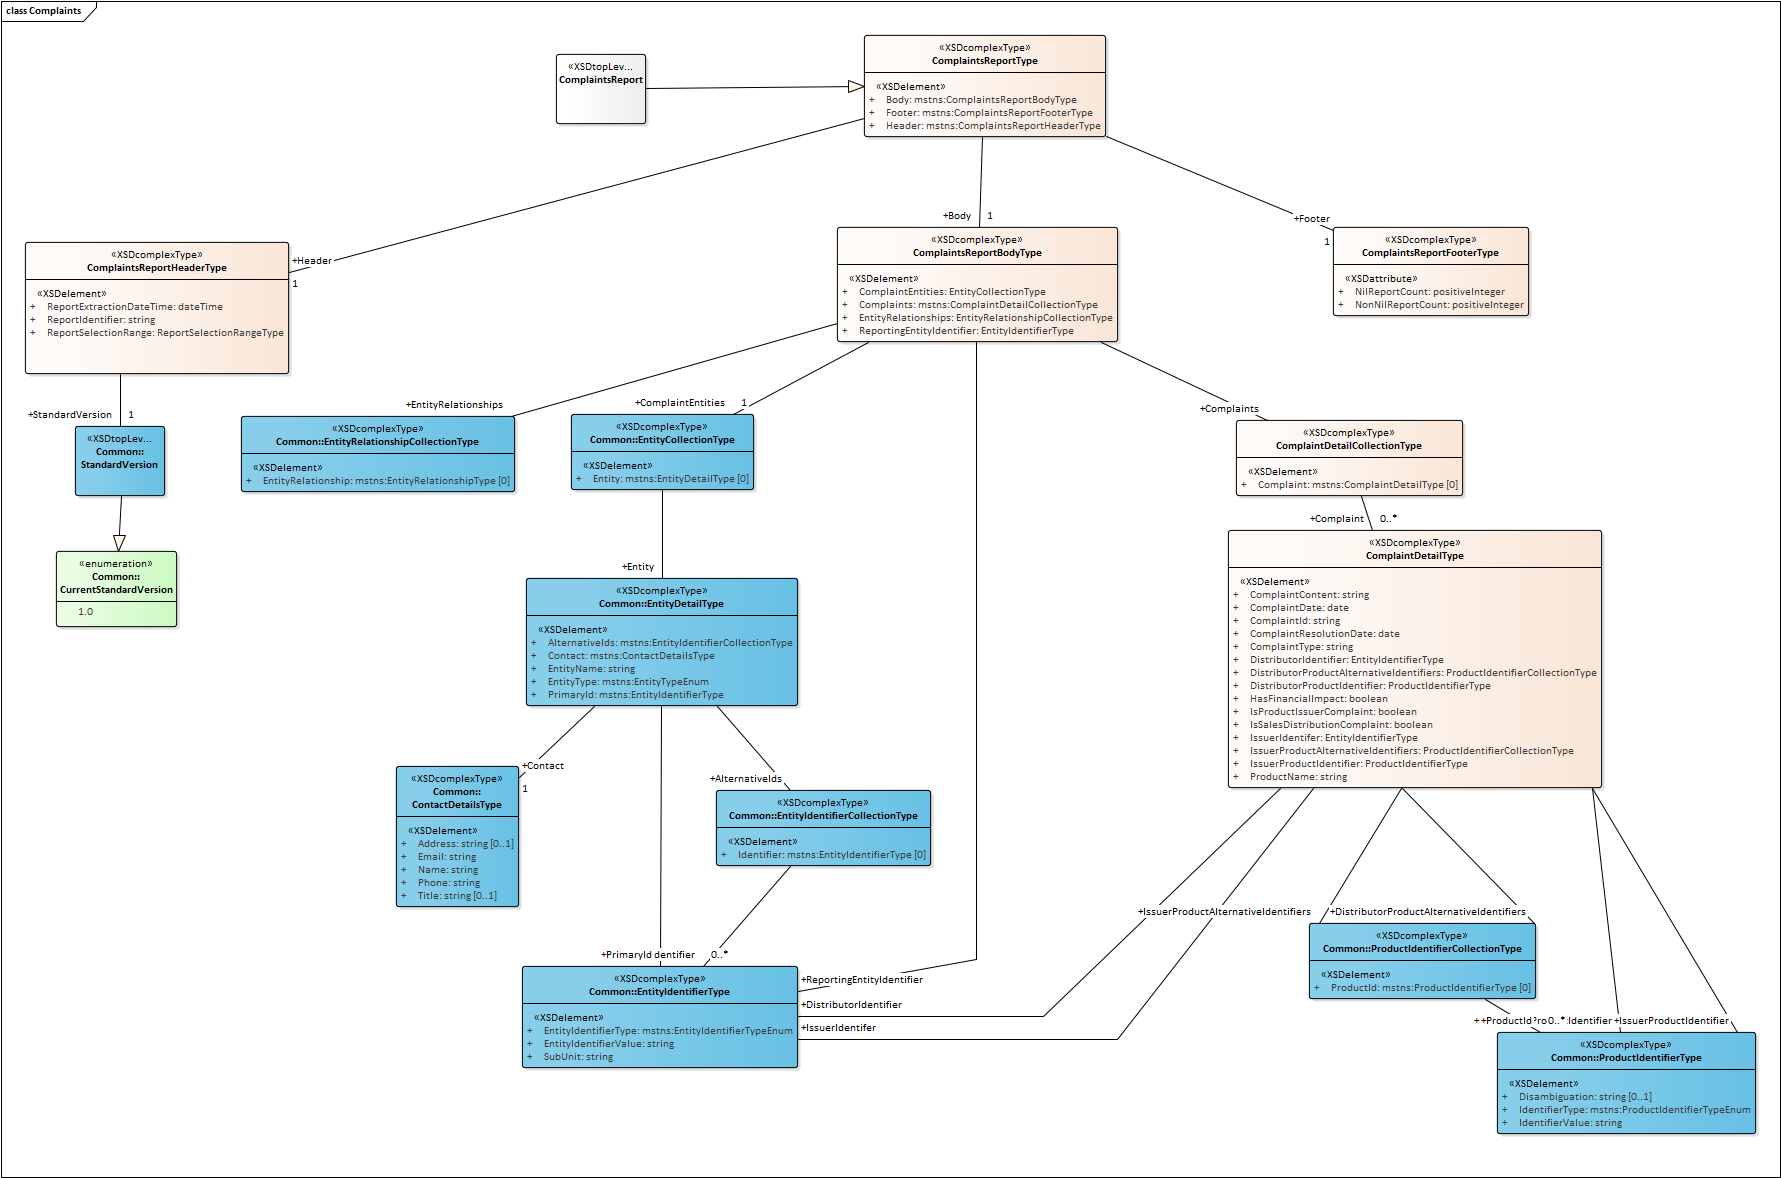 class Complaints
«XSDtopLev...
ComplaintsReport
«XSDcomplexType»
ComplaintsReportType
«XSDelement»
+ Body: mstns:ComplaintsReportBodyType
+ Footer: mstns:ComplaintsReportFooterType
+ Header: mstns:ComplaintsReportHeaderType
+Header
1
+Body 1
+Footer
1
«XSDcomplexType»
ComplaintsReportHeaderType
«XSDelement»
+ ReportExtractionDateTime: dateTime
+ ReportIdentifier: string
+ ReportSelectionRange: ReportSelectionRangeType
«XSDcomplexType»
ComplaintsReportBodyType
«XSDelement»
+ ComplaintEntities: EntityCollectionType
+ Complaints: mstns:ComplaintDetailCollectionType
+ EntityRelationships: EntityRelationshipCollectionType
+ ReportingEntityIdentifier: EntityIdentifierType
«XSDcomplexType»
ComplaintsReportFooterType
«XSDattribute»
+ NilReportCount: positiveInteger
+ NonNilReportCount: positiveInteger
+StandardVersion 1
+EntityRelationships
+ComplaintEntities 1
+Complaints
«XSDtopLev...
Common::
StandardVersion
«XSDcomplexType»
Common::EntityRelationshipCollectionType
«XSDelement»
+ EntityRelationship: mstns:EntityRelationshipType [0]
«XSDcomplexType»
Common::EntityCollectionType
«XSDelement»
+ Entity: mstns:EntityDetailType [0]
«XSDcomplexType»
ComplaintDetailCollectionType
«XSDelement»
+ Complaint: mstns:ComplaintDetailType [0]
+Complaint 0..*
«enumeration»
Common::
CurrentStandardVersion
1.0
+Entity
«XSDcomplexType»
Common::EntityDetailType
«XSDelement»
+ AlternativeIds: mstns:EntityIdentifierCollectionType
+ Contact: mstns:ContactDetailsType
+ EntityName: string
+ EntityType: mstns:EntityTypeEnum
+ PrimaryId: mstns:EntityIdentifierType
«XSDcomplexType»
ComplaintDetailType
«XSDelement»
+ ComplaintContent: string
+ ComplaintDate: date
+ ComplaintId: string
+ ComplaintResolutionDate: date
+ ComplaintType: string
+ DistributorIdentifier: EntityIdentifierType
+ DistributorProductAlternativeIdentifiers: ProductIdentifierCollectionType
+ DistributorProductIdentifier: ProductIdentifierType
+ HasFinancialImpact: boolean
+ IsProductIssuerComplaint: boolean
+ IsSalesDistributionComplaint: boolean
+ IssuerIdentifer: EntityIdentifierType
+ IssuerProductAlternativeIdentifiers: ProductIdentifierCollectionType
+ IssuerProductIdentifier: ProductIdentifierType
+ ProductName: string
+Contact
1
+AlternativeIds
«XSDcomplexType»
Common::
ContactDetailsType
«XSDelement»
+ Address: string [0..1]
+ Email: string
+ Name: string
+ Phone: string
+ Title: string [0..1]
«XSDcomplexType»
Common::EntityIdentifierCollectionType
«XSDelement»
+ Identifier: mstns:EntityIdentifierType [0]
+IssuerProductAlternativeIdentifiers
+DistributorProductAlternativeIdentifiers
«XSDcomplexType»
Common::ProductIdentifierCollectionType
«XSDelement»
+ ProductId: mstns:ProductIdentifierType [0]
+PrimaryId dentifier 0..*
+ReportingEntityIdentifier
+DistributorIdentifier
+IssuerIdentifer
«XSDcomplexType»
Common::EntityIdentifierType
«XSDelement»
+ EntityIdentifierType: mstns:EntityIdentifierTypeEnum
+ EntityIdentifierValue: string
+ SubUnit: string
+ +ProductId 0..* Identifier +IssuerProductIdentifier
«XSDcomplexType»
Common::ProductIdentifierType
«XSDelement»
+ Disambiguation: string [0..1]
+ IdentifierType: mstns:ProductIdentifierTypeEnum
+ IdentifierValue: string